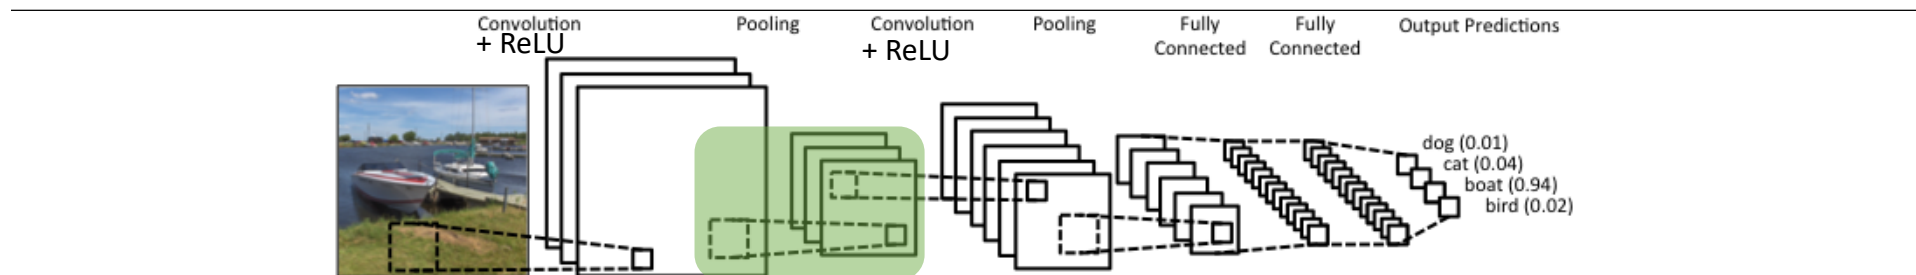 Convolution
+ ReLU
Pooling
Convolution
+ ReLU
Pooling
Fully
Connected
Fully
Connected
Output Predictions
dog (0.01)
cat (0.04)
boat (0.94)
bird (0.02)